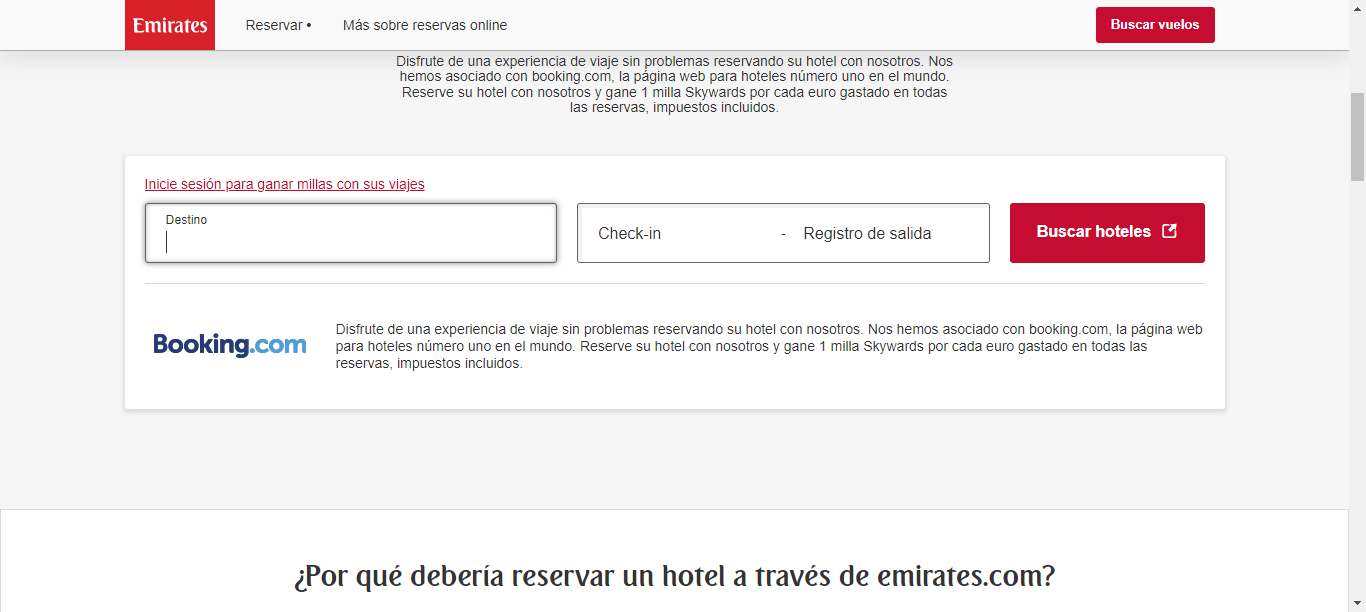 Emirates
Reservar •
Más sobre reservas online
Buscar vuelos
Disfrute de una experiencia de viaje sin problemas reservando su hotel con nosotros. Nos
hemos asociado con booking.com, la página web para hoteles número uno en el mundo.
Reserve su hotel con nosotros y gane 1 milla Skywards por cada euro gastado en todas
las reservas, impuestos incluidos.
Inicie sesión para ganar millas con sus viajes
Destino
Check-in - Registro de salida
Buscar hoteles
Booking.com
Disfrute de una experiencia de viaje sin problemas reservando su hotel con nosotros. Nos hemos asociado con booking.com, la página web
para hoteles número uno en el mundo. Reserve su hotel con nosotros y gane 1 milla Skywards por cada euro gastado en todas las
reservas, impuestos incluidos.
¿Por qué debería reservar un hotel a través de emirates.com?